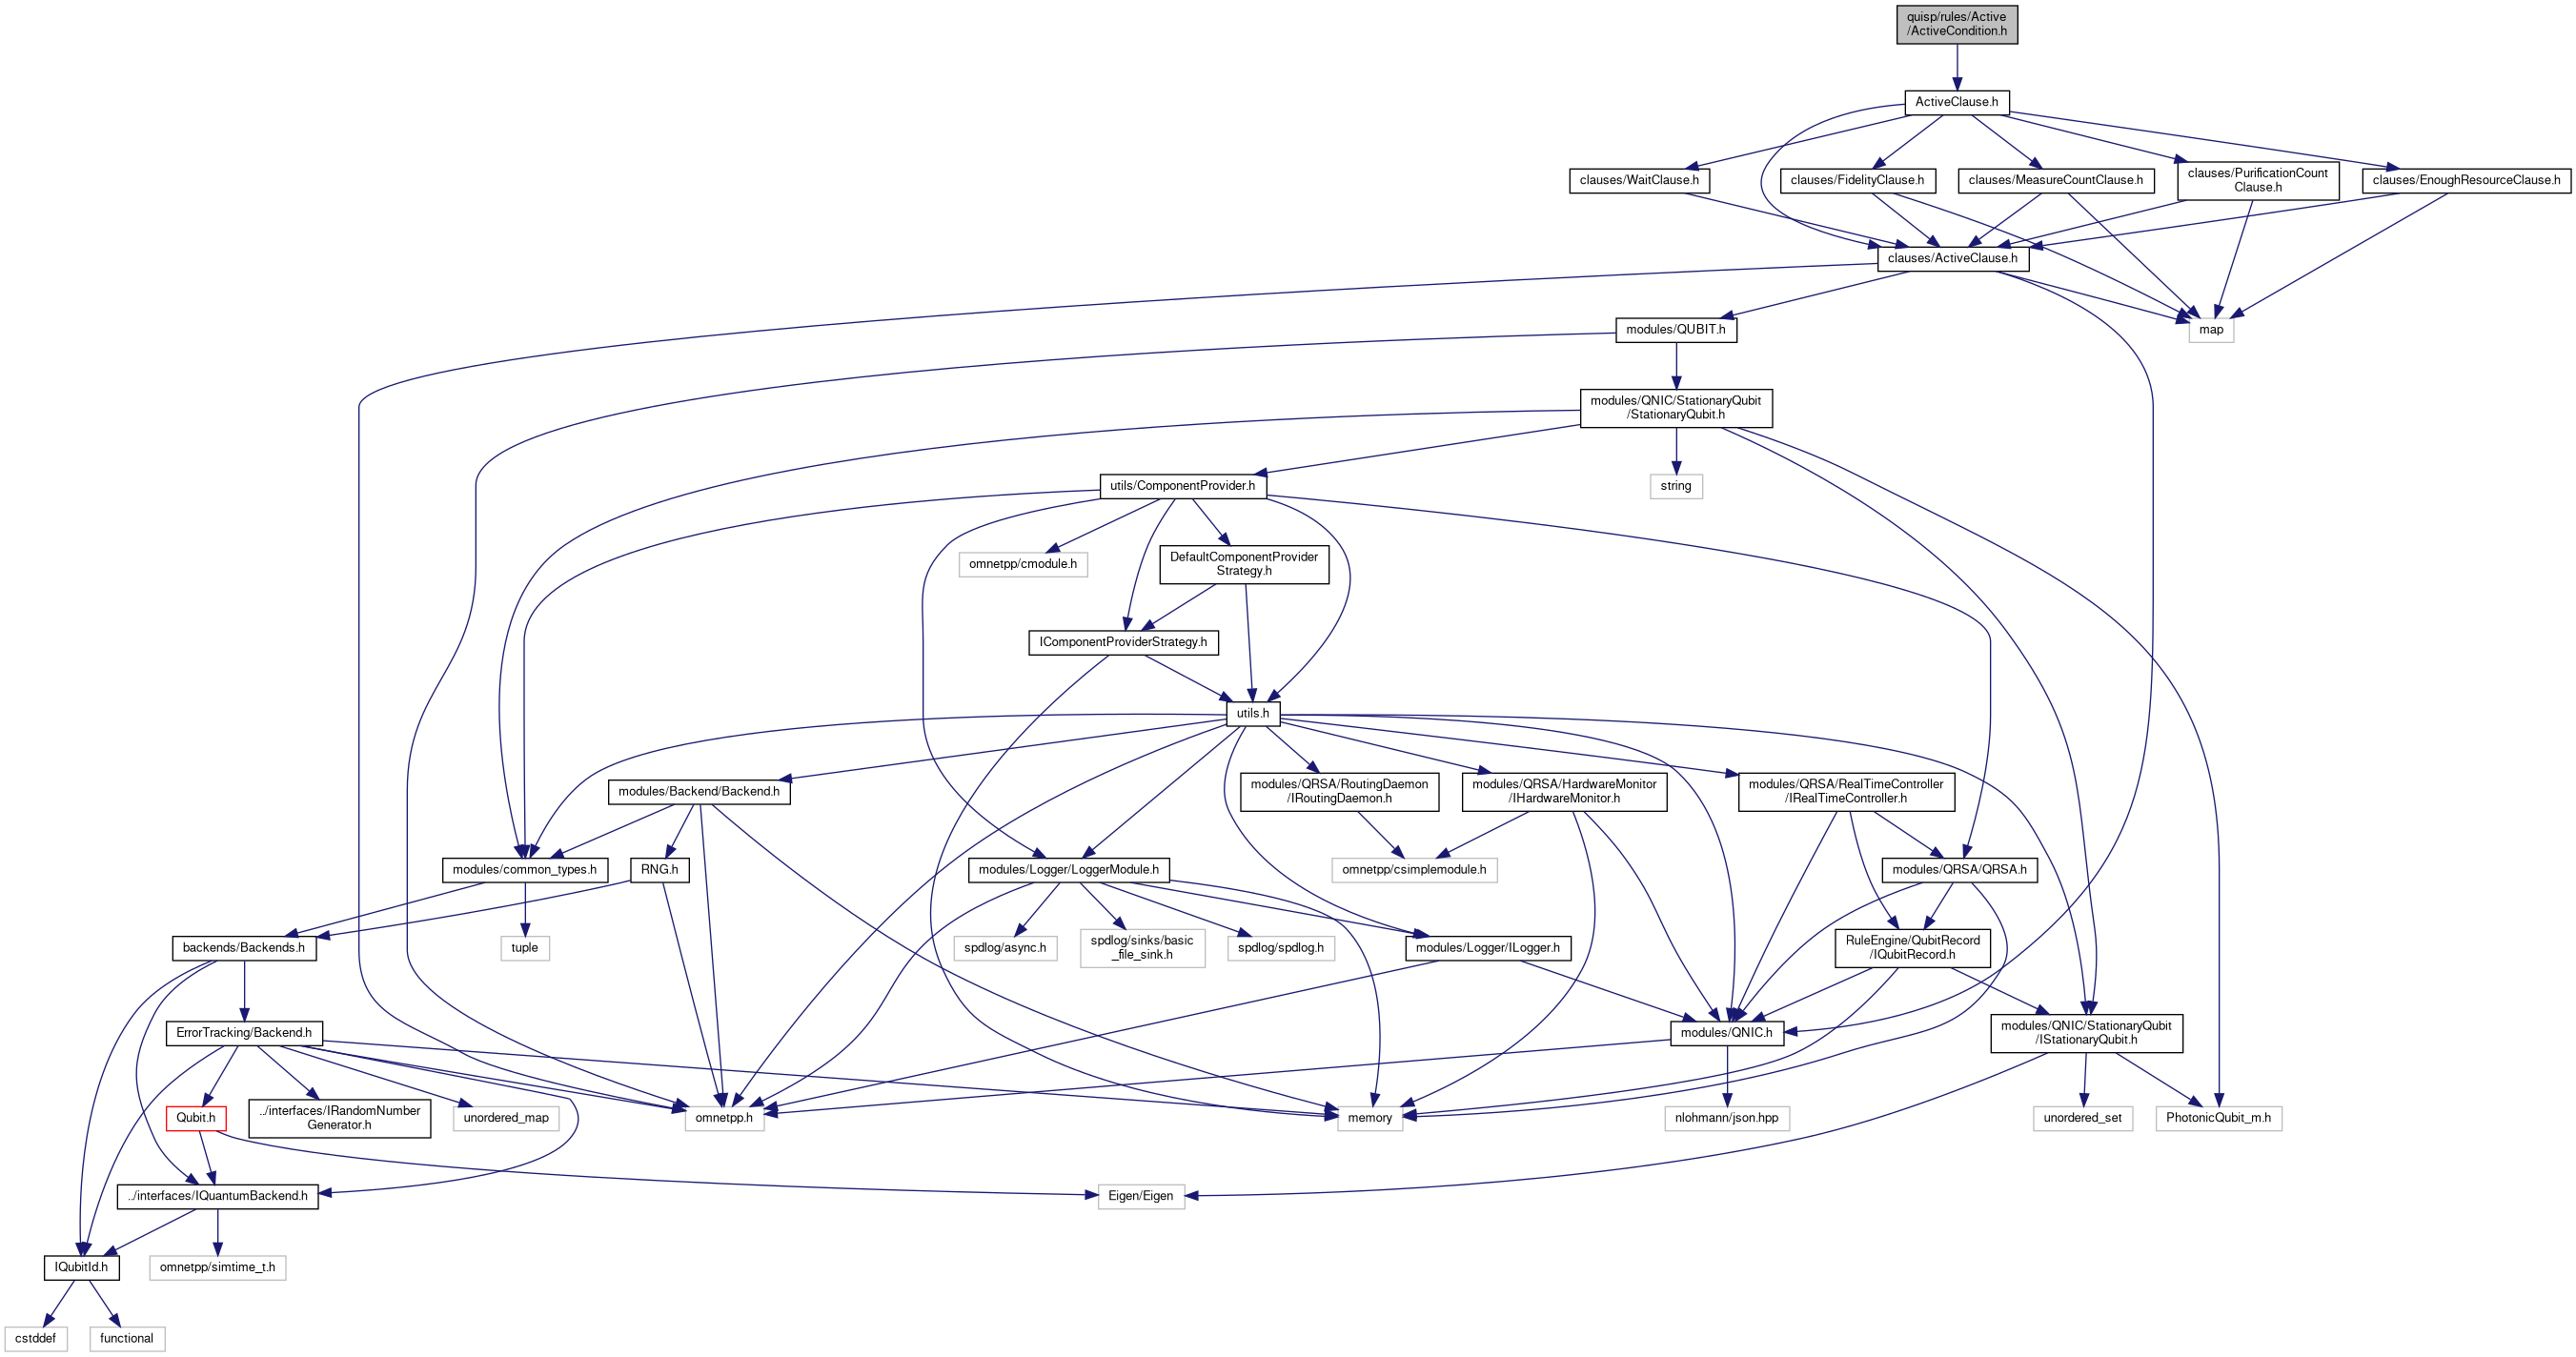 quisp/rules/Active
/ActiveCondition.h
ActiveClause.h
clauses/WaitClause.h
clauses/FidelityClause.h
clauses/MeasureCountClause.h
clauses/PurificationCount
Clause.h
clauses/EnoughResourceClause.h
clauses/ActiveClause.h
modules/QUBIT.h
map
modules/QNIC/StationaryQubit
/StationaryQubit.h
utils/ComponentProvider.h
string
omnetpp/cmodule.h
DefaultComponentProvider
Strategy.h
IComponentProviderStrategy.h
utils.h
modules/Backend/Backend.h
modules/QRSA/RoutingDaemon
/IRoutingDaemon.h
modules/QRSA/HardwareMonitor
/IHardwareMonitor.h
modules/QRSA/RealTimeController
/IRealTimeController.h
modules/common_types.h
RNG.h
modules/Logger/LoggerModule.h
omnetpp/csimplemodule.h
modules/QRSA/QRSA.h
backends/Backends.h
tuple
spdlog/async.h
spdlog/sinks/basic
_file_sink.h
spdlog/spdlog.h
modules/Logger/ILogger.h
RuleEngine/QubitRecord
/IQubitRecord.h
ErrorTracking/Backend.h
modules/QNIC.h
modules/QNIC/StationaryQubit
/IStationaryQubit.h
Qubit.h
../interfaces/IRandomNumber
Generator.h
unordered_map
omnetpp.h
memory
nlohmann/json.hpp
unordered_set
PhotonicQubit_m.h
../interfaces/IQuantumBackend.h
Eigen/Eigen
IQubitId.h
omnetpp/simtime_t.h
cstddef
functional